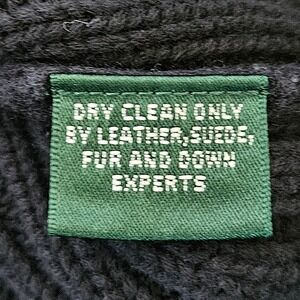 DRY CLEAN ONLY
BY LEATHER, SUEDE,
FUR AND DOWN
EXPERTS